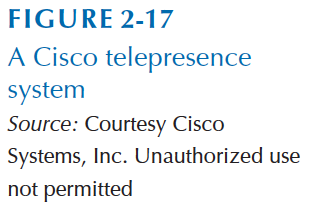 FIGURE 2-17
A Cisco telepresence
system
Source: Courtesy Cisco
Systems, Inc. Unauthorized use
not permitted